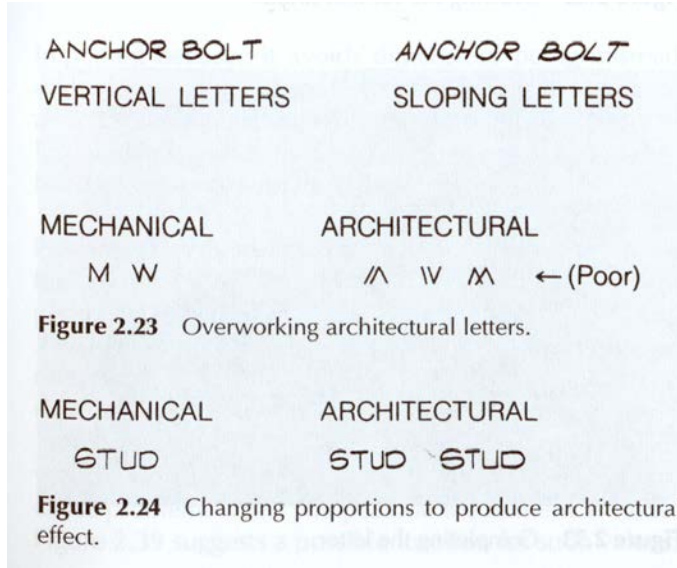 ANCHOR BOLT ANCHOR BOLT
VERTICAL LETTERS SLOPING LETTERS
MECHANICAL ARCHITECTURAL
M W M W M ← (Poor)
Figure 2.23 Overworking architectural letters.
MECHANICAL ARCHITECTURAL
STUD STUD STUD
Figure 2.24 Changing proportions to produce architectura
effect.